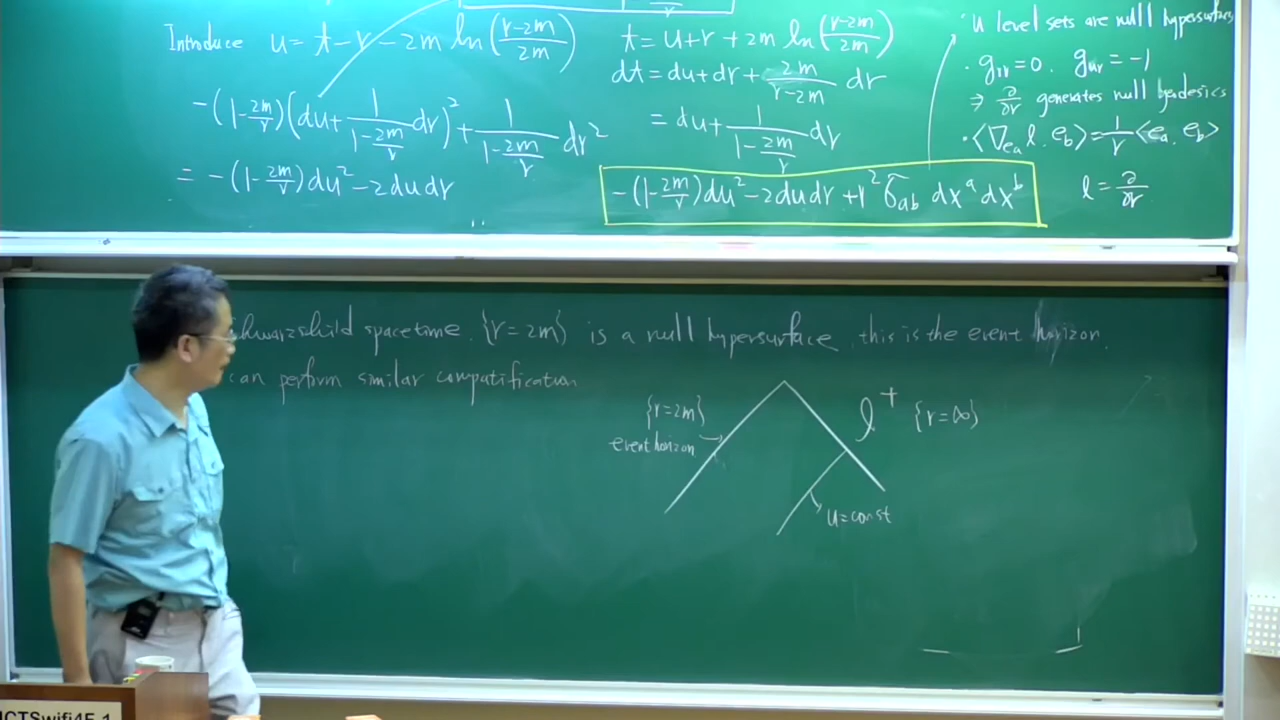 Introduce u = t - r - 2m ln((r-2m)/2m)
t = u + r + 2m ln((r-2m)/2m)
dt = du + dr + 2m/(r-2m) dr
= du + 1/(1-2m/r) dr
-(1-2m/r)(du + 1/(1-2m/r) dr)² + 1/(1-2m/r) dr²
= -(1-2m/r)du² - 2dudr
-(1-2m/r)du² - 2dudr + r² σ̃ab dxᵃ dxᵇ
· u level sets are null hypersurfaces
· grr = 0. gur = -1
⇒ ∂/∂r generates null geodesics
· <∇ea l, eb> = 1/r <ea, eb>
l = ∂/∂r
spacetime, {r=2m} is a null hypersurface, this is the event horizon.
can perform similar computification
{r=2m}
event horizon
l⁺ {r=∞}
u=const
CTSwifi4F-1